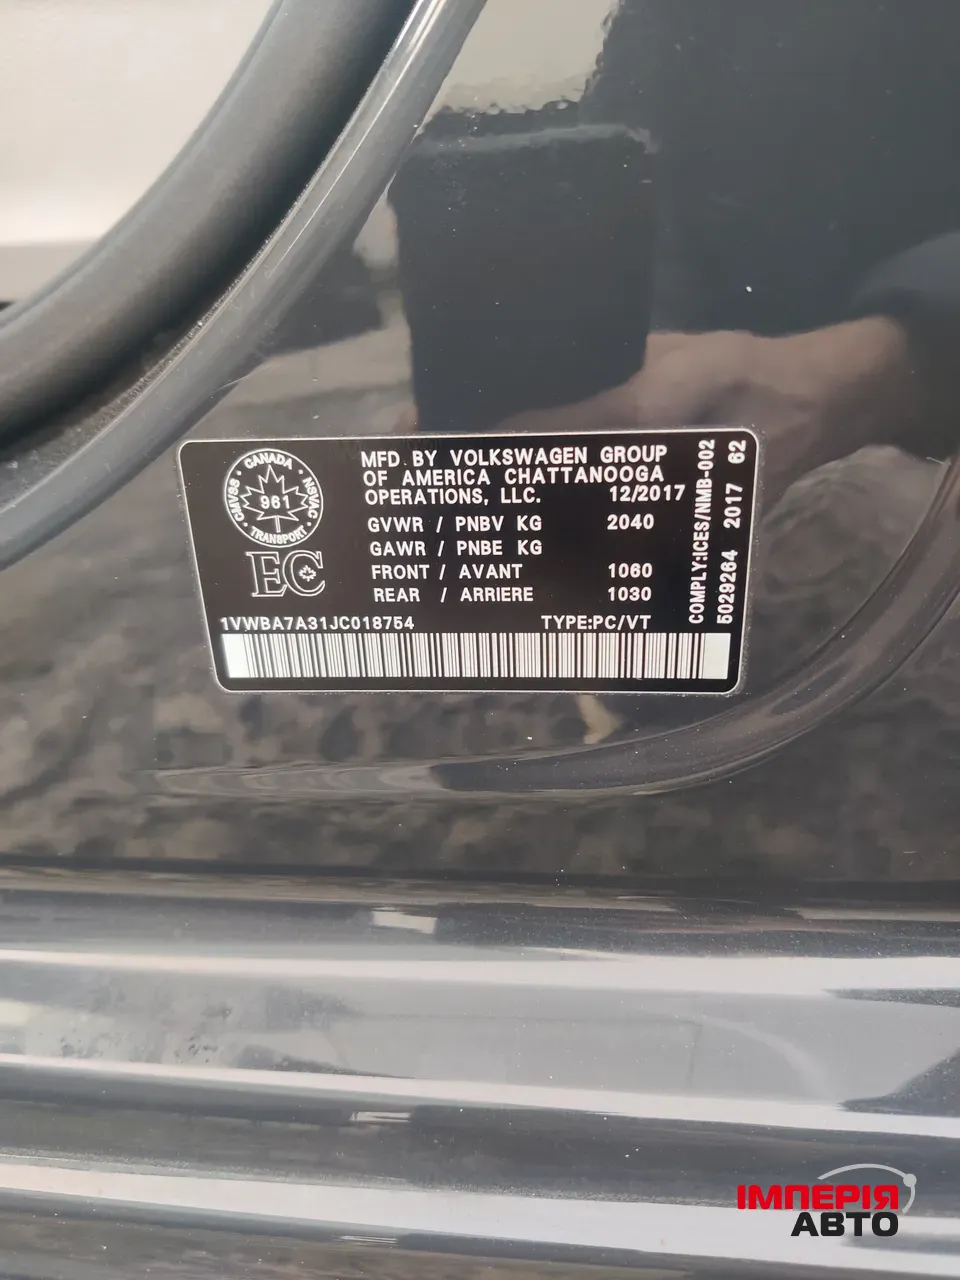 CANADA
CMVSS · NSVAC
961
TRANSPORT
EC
MFD. BY VOLKSWAGEN GROUP
OF AMERICA CHATTANOOGA
OPERATIONS, LLC. 12/2017
GVWR / PNBV KG 2040
GAWR / PNBE KG
FRONT / AVANT 1060
REAR / ARRIERE 1030
1VWBA7A31JC018754 TYPE:PC/VT
COMPLY:ICES/NMB-002
5029264 2017 62
ІМПЕРІЯ
АВТО